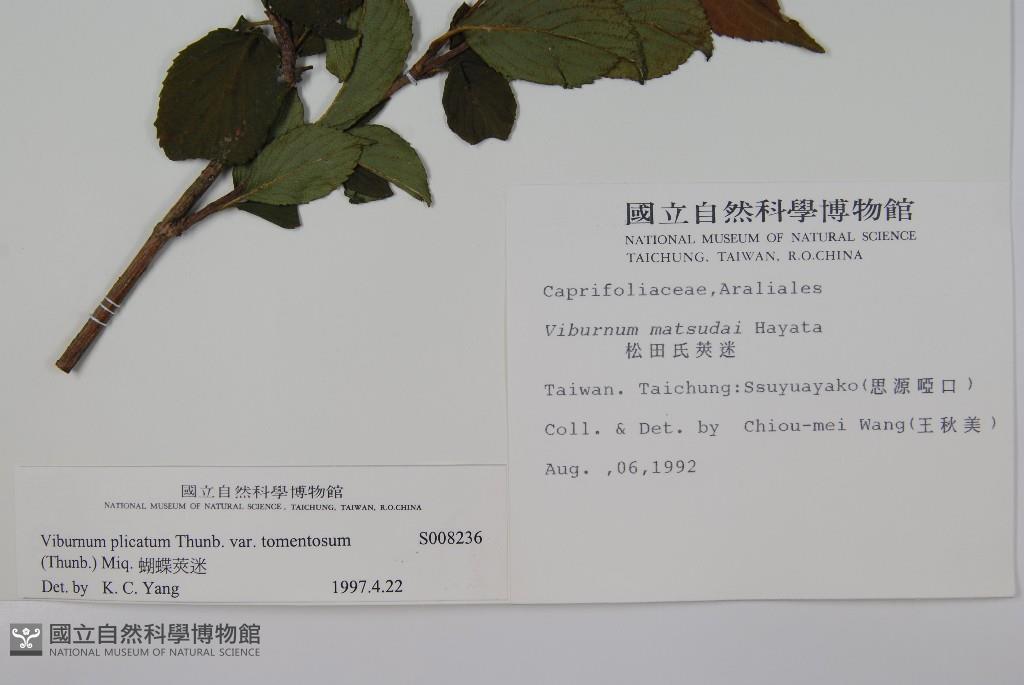 國立自然科學博物館
NATIONAL MUSEUM OF NATURAL SCIENCE
TAICHUNG, TAIWAN, R.O.CHINA
Caprifoliaceae,Araliales
Viburnum matsudai Hayata
松田氏莢迷
Taiwan. Taichung:Ssuyuayako(思源啞口)
Coll. & Det. by Chiou-mei Wang(王秋美)
Aug. ,06,1992
國立自然科學博物館
NATIONAL MUSEUM OF NATURAL SCIENCE, TAICHUNG, TAIWAN, R.O.CHINA
Viburnum plicatum Thunb. var. tomentosum S008236
(Thunb.) Miq. 蝴蝶莢迷
Det. by K. C. Yang 1997.4.22
國立自然科學博物館
NATIONAL MUSEUM OF NATURAL SCIENCE